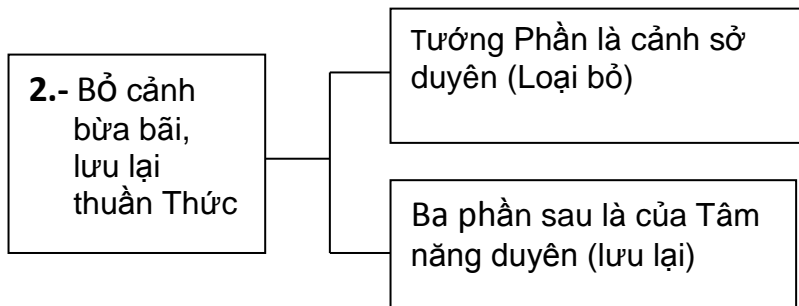 2.- Bỏ cảnh
bừa bãi,
lưu lại
thuần Thức
Tướng Phần là cảnh sở
duyên (Loại bỏ)
Ba phần sau là của Tâm
năng duyên (lưu lại)